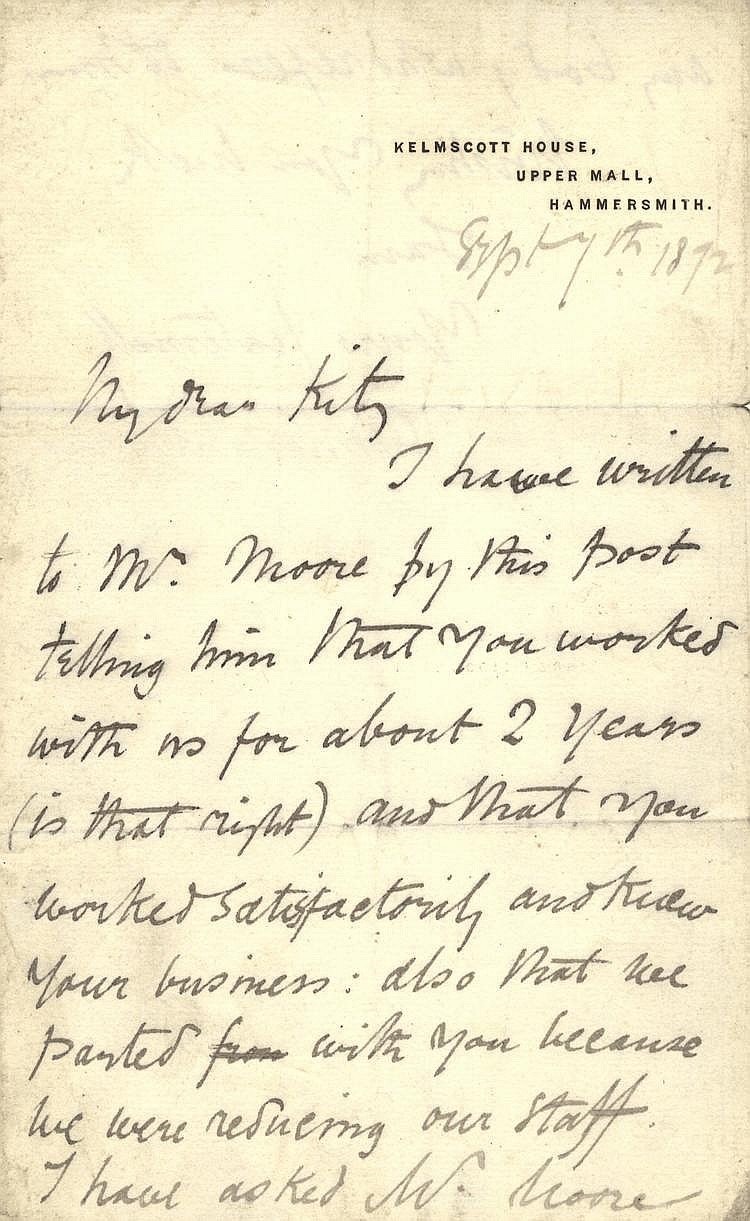 KELMSCOTT HOUSE,
UPPER MALL,
HAMMERSMITH.
Sept 7th 1892
My dear Kitz
I have written
to Mr. Moore by this post
telling him that you worked
with us for about 2 years
(is that right) and that you
worked satisfactorily and knew
your business: also that we
parted from with you because
we were reducing our staff.
I have asked Mr. Moore